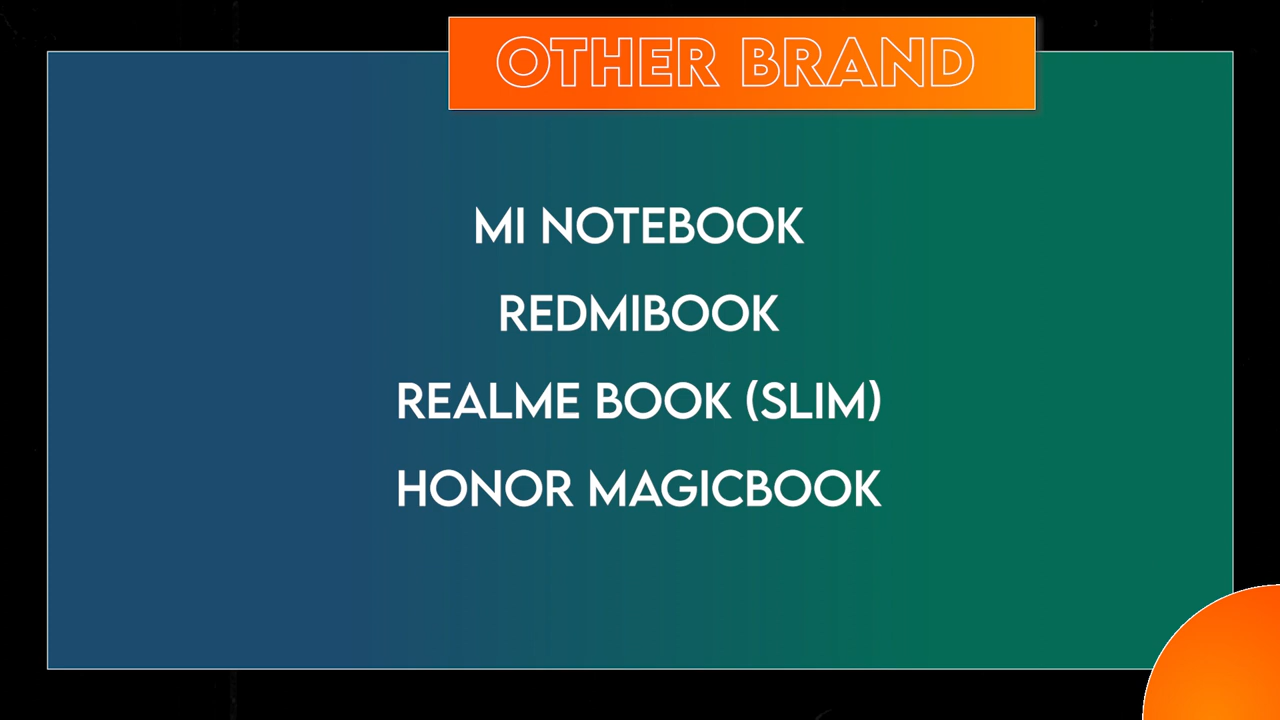 OTHER BRAND
MI NOTEBOOK
REDMIBOOK
REALME BOOK (SLIM)
HONOR MAGICBOOK